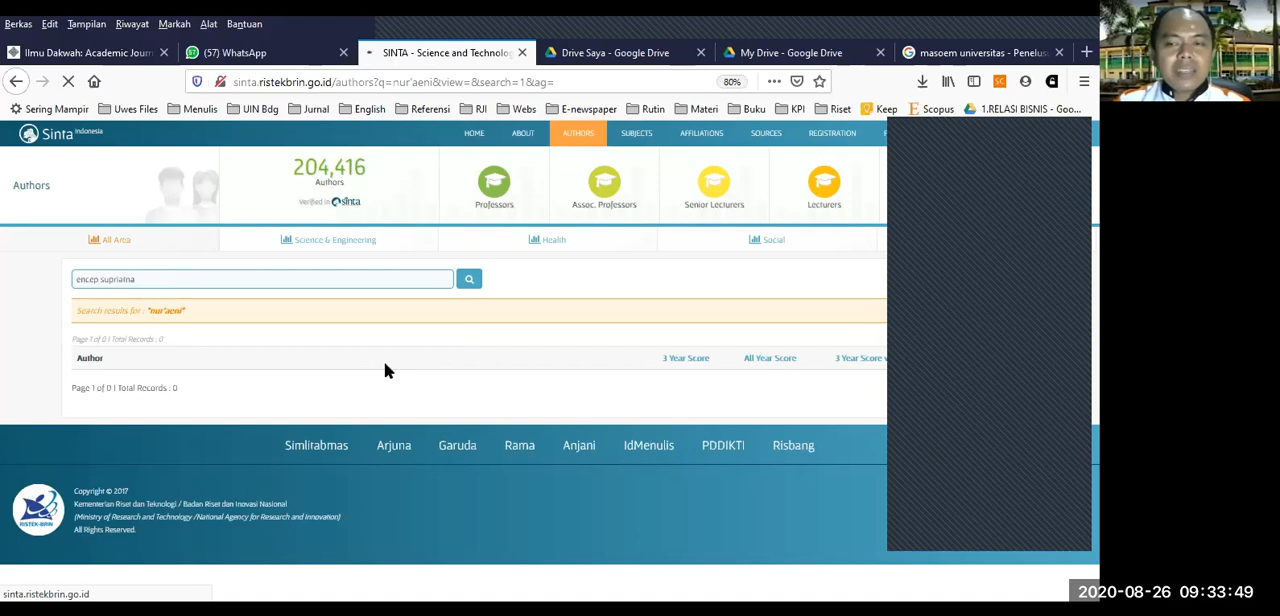 Berkas Edit Tampilan Riwayat Markah Alat Bantuan
Ilmu Dakwah: Academic Journ
(57) WhatsApp
SINTA - Science and Technolog
Drive Saya - Google Drive
My Drive - Google Drive
masoem universitas - Penelus
sinta.ristekbrin.go.id/authors?q=nur'aeni&view=&search=1&ag=
80%
Sering Mampir Uwes Files Menulis UIN Bdg Jurnal English Referensi RJI Webs E-newspaper Rutin Materi Buku KPI Riset Keep Scopus 1.RELASI BISNIS - Goo...
Sinta Indonesia
HOME ABOUT AUTHORS SUBJECTS AFFILIATIONS SOURCES REGISTRATION
Authors
204,416
Authors
Verified in sinta
Professors
Assoc. Professors
Senior Lecturers
Lecturers
All Area
Science & Engineering
Health
Social
encep supriatna
Search results for : "nur'aeni"
Page 1 of 0 | Total Records : 0
Author 3 Year Score All Year Score 3 Year Score v
Page 1 of 0 | Total Records : 0
Simlitabmas Arjuna Garuda Rama Anjani IdMenulis PDDIKTI Risbang
RISTEK-BRIN
Copyright © 2017
Kementerian Riset dan Teknologi / Badan Riset dan Inovasi Nasional
(Ministry of Research and Technology /National Agency for Research and Innovation)
All Rights Reserved.
sinta.ristekbrin.go.id
2020-08-26 09:33:49